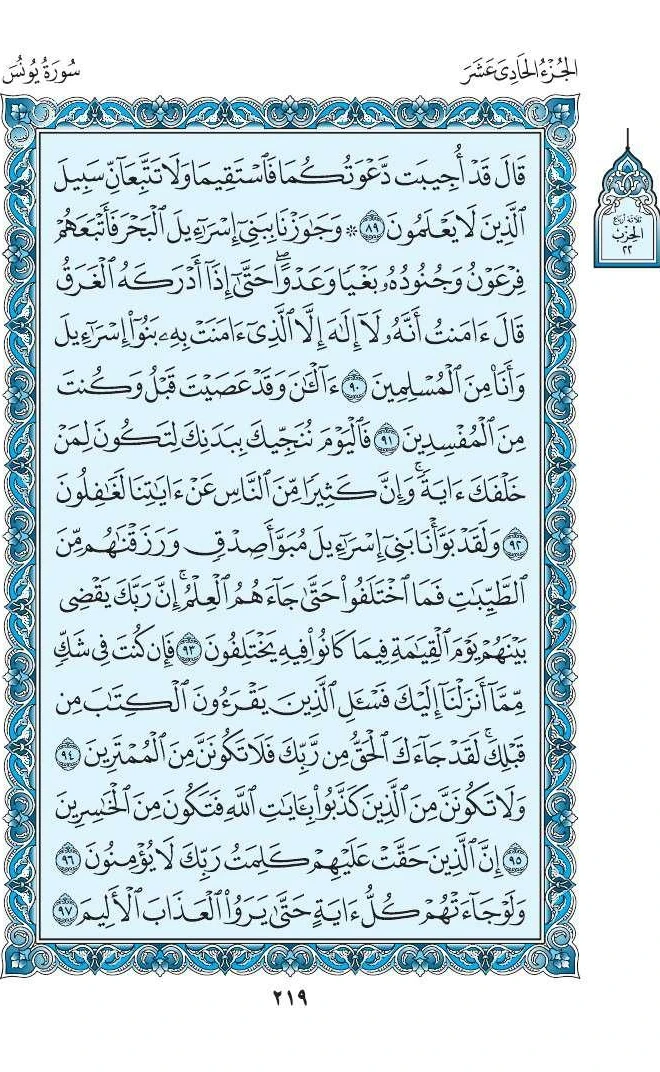 الجُزْءُ الحَادِي عَشَرَ
سُورَةُ يُونُسَ
قَالَ قَدْ أُجِيبَت دَّعْوَتُكُمَا فَٱسْتَقِيمَا وَلَا تَتَّبِعَآنِّ سَبِيلَ
ٱلَّذِينَ لَا يَعْلَمُونَ ٨٩ ۞ وَجَٰوَزْنَا بِبَنِىٓ إِسْرَٰٓءِيلَ ٱلْبَحْرَ فَأَتْبَعَهُمْ
فِرْعَوْنُ وَجُنُودُهُۥ بَغْيًا وَعَدْوًا ۖ حَتَّىٰٓ إِذَآ أَدْرَكَهُ ٱلْغَرَقُ
قَالَ ءَامَنتُ أَنَّهُۥ لَآ إِلَٰهَ إِلَّا ٱلَّذِىٓ ءَامَنَتْ بِهِۦ بَنُوٓا۟ إِسْرَٰٓءِيلَ
وَأَنَا۠ مِنَ ٱلْمُسْلِمِينَ ٩٠ ءَآلْـَٰٔنَ وَقَدْ عَصَيْتَ قَبْلُ وَكُنتَ
مِنَ ٱلْمُفْسِدِينَ ٩١ فَٱلْيَوْمَ نُنَجِّيكَ بِبَدَنِكَ لِتَكُونَ لِمَنْ
خَلْفَكَ ءَايَةً ۚ وَإِنَّ كَثِيرًا مِّنَ ٱلنَّاسِ عَنْ ءَايَٰتِنَا لَغَٰفِلُونَ
٩٢ وَلَقَدْ بَوَّأْنَا بَنِىٓ إِسْرَٰٓءِيلَ مُبَوَّأَ صِدْقٍ وَرَزَقْنَٰهُم مِّنَ
ٱلطَّيِّبَٰتِ فَمَا ٱخْتَلَفُوا۟ حَتَّىٰ جَآءَهُمُ ٱلْعِلْمُ ۚ إِنَّ رَبَّكَ يَقْضِى
بَيْنَهُمْ يَوْمَ ٱلْقِيَٰمَةِ فِيمَا كَانُوا۟ فِيهِ يَخْتَلِفُونَ ٩٣ فَإِن كُنتَ فِى شَكٍّ
مِّمَّآ أَنزَلْنَآ إِلَيْكَ فَسْـَٔلِ ٱلَّذِينَ يَقْرَءُونَ ٱلْكِتَٰبَ مِن
قَبْلِكَ ۚ لَقَدْ جَآءَكَ ٱلْحَقُّ مِن رَّبِّكَ فَلَا تَكُونَنَّ مِنَ ٱلْمُمْتَرِينَ ٩٤
وَلَا تَكُونَنَّ مِنَ ٱلَّذِينَ كَذَّبُوا۟ بِـَٔايَٰتِ ٱللَّهِ فَتَكُونَ مِنَ ٱلْخَٰسِرِينَ
٩٥ إِنَّ ٱلَّذِينَ حَقَّتْ عَلَيْهِمْ كَلِمَتُ رَبِّكَ لَا يُؤْمِنُونَ ٩٦
وَلَوْ جَآءَتْهُمْ كُلُّ ءَايَةٍ حَتَّىٰ يَرَوُا۟ ٱلْعَذَابَ ٱلْأَلِيمَ ٩٧
ثلاثة أرباع
الحزب
٢٢
٢١٩